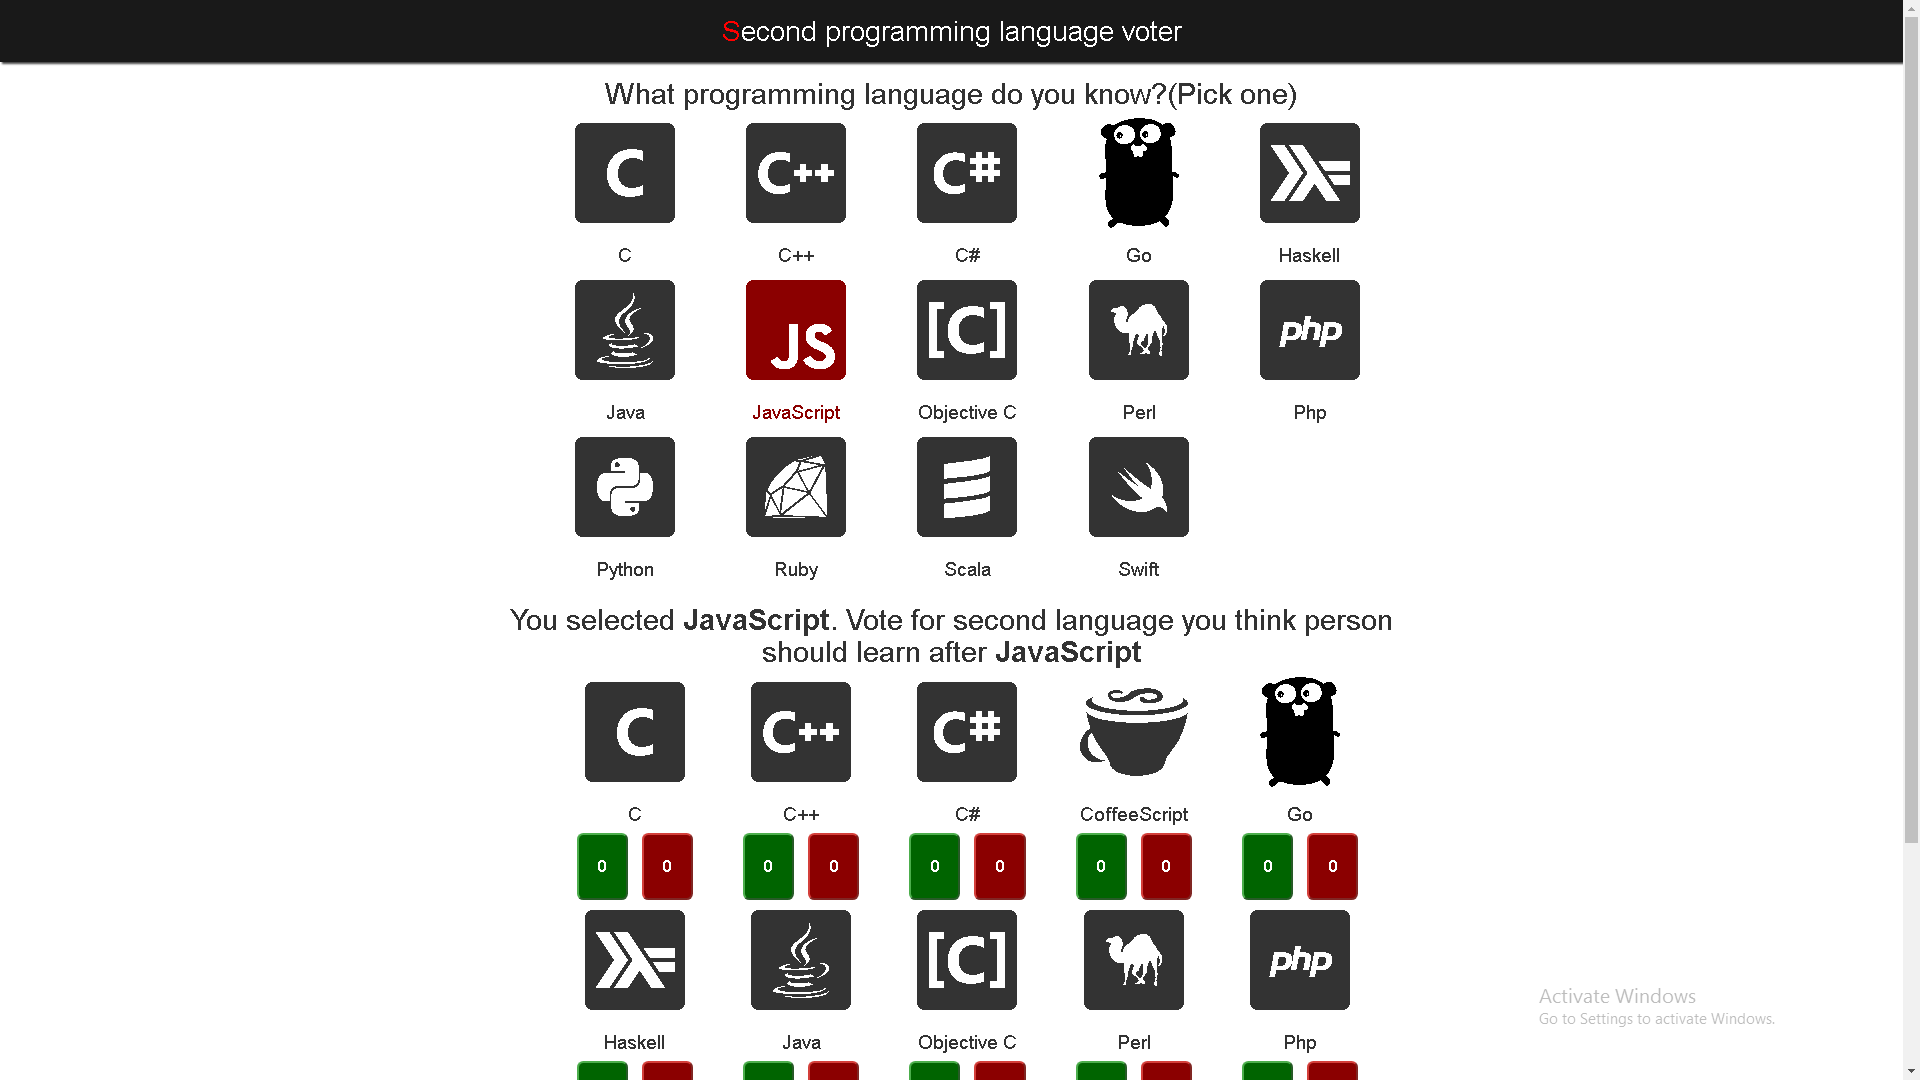 Second programming language voter
What programming language do you know?(Pick one)
C C++ C#
C C++ C# Go Haskell
JS [C] php
Java JavaScript Objective C Perl Php
Python Ruby Scala Swift
You selected JavaScript. Vote for second language you think person
should learn after JavaScript
C C++ C#
C C++ C# CoffeeScript Go
0 0 0 0 0 0 0 0 0 0
[C] php
Haskell Java Objective C Perl Php
Activate Windows
Go to Settings to activate Windows.